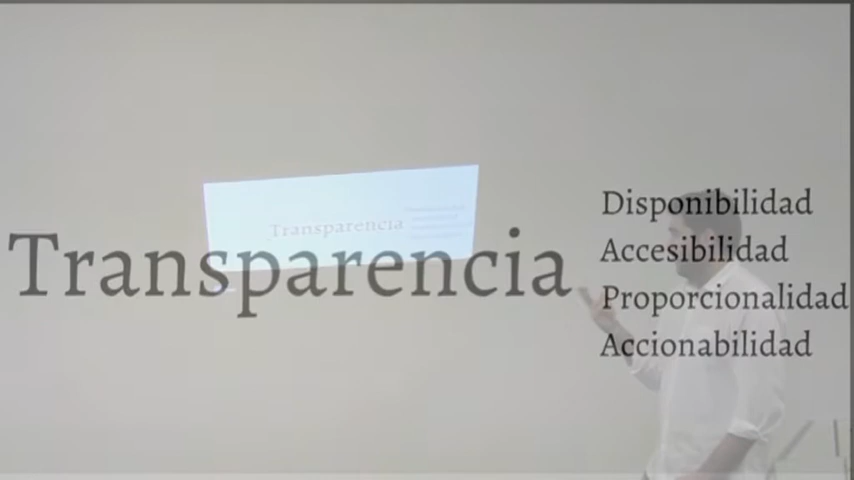 Transparencia
Transparencia
Disponibilidad
Accesibilidad
Proporcionalidad
Accionabilidad